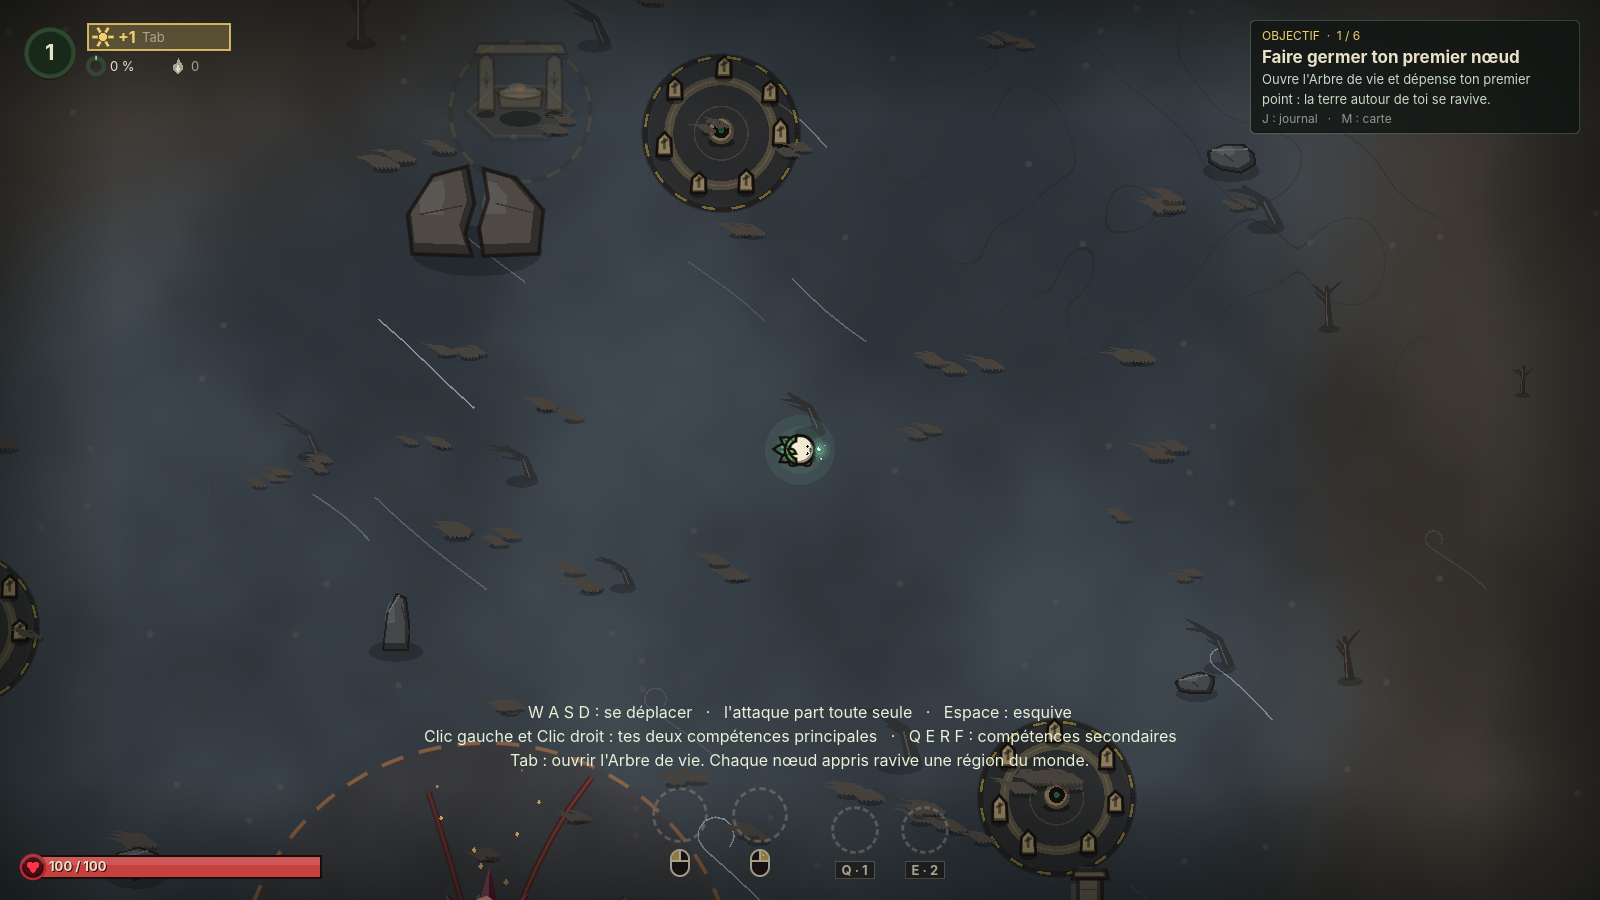 1
+1 Tab
0 %
0
OBJECTIF · 1 / 6
Faire germer ton premier nœud
Ouvre l'Arbre de vie et dépense ton premier
point : la terre autour de toi se ravive.
J : journal · M : carte
W A S D : se déplacer · l'attaque part toute seule · Espace : esquive
Clic gauche et Clic droit : tes deux compétences principales · Q E R F : compétences secondaires
Tab : ouvrir l'Arbre de vie. Chaque nœud appris ravive une région du monde.
100 / 100
Q · 1
E · 2